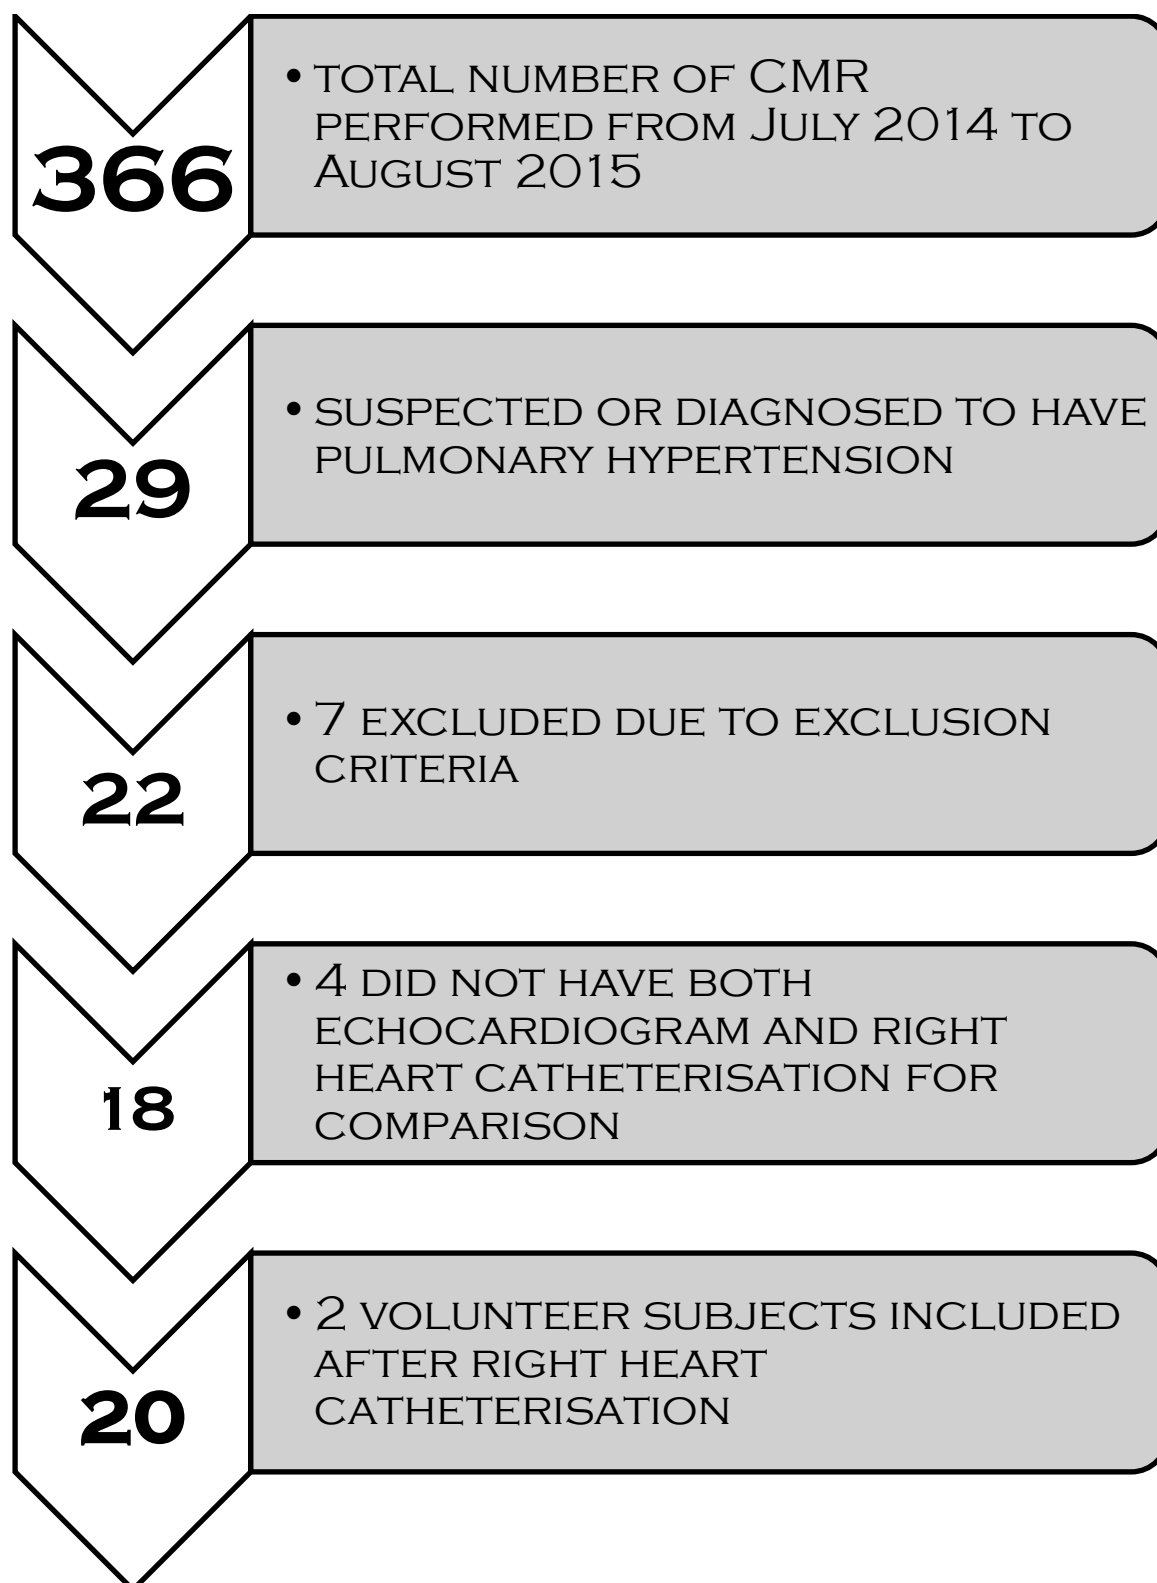 366
• TOTAL NUMBER OF CMR
PERFORMED FROM JULY 2014 TO
AUGUST 2015
29
• SUSPECTED OR DIAGNOSED TO HAVE
PULMONARY HYPERTENSION
22
• 7 EXCLUDED DUE TO EXCLUSION
CRITERIA
18
• 4 DID NOT HAVE BOTH
ECHOCARDIOGRAM AND RIGHT
HEART CATHETERISATION FOR
COMPARISON
20
• 2 VOLUNTEER SUBJECTS INCLUDED
AFTER RIGHT HEART
CATHETERISATION